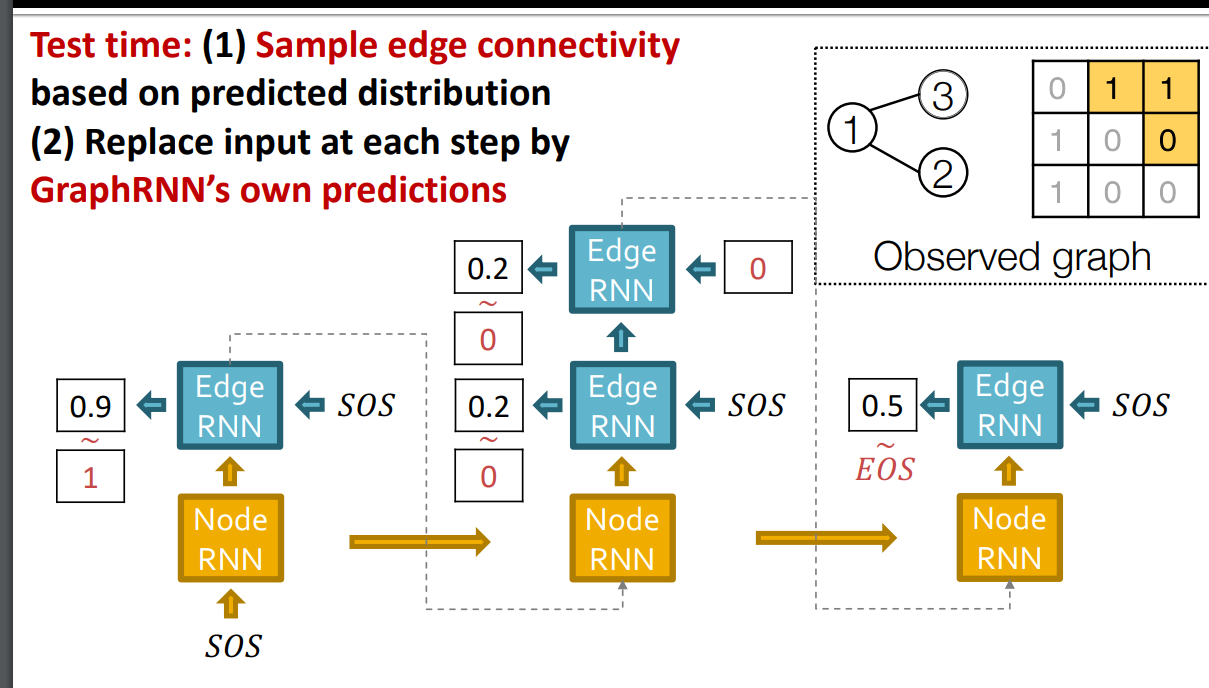 Test time: (1) Sample edge connectivity
based on predicted distribution
(2) Replace input at each step by
GraphRNN's own predictions
1
3
2
0 1 1
1 0 0
1 0 0
Observed graph
0.2
~
0
Edge
RNN
0
0.9
~
1
Edge
RNN
SOS
0.2
~
0
Edge
RNN
SOS
0.5
~
EOS
Edge
RNN
SOS
Node
RNN
Node
RNN
Node
RNN
SOS